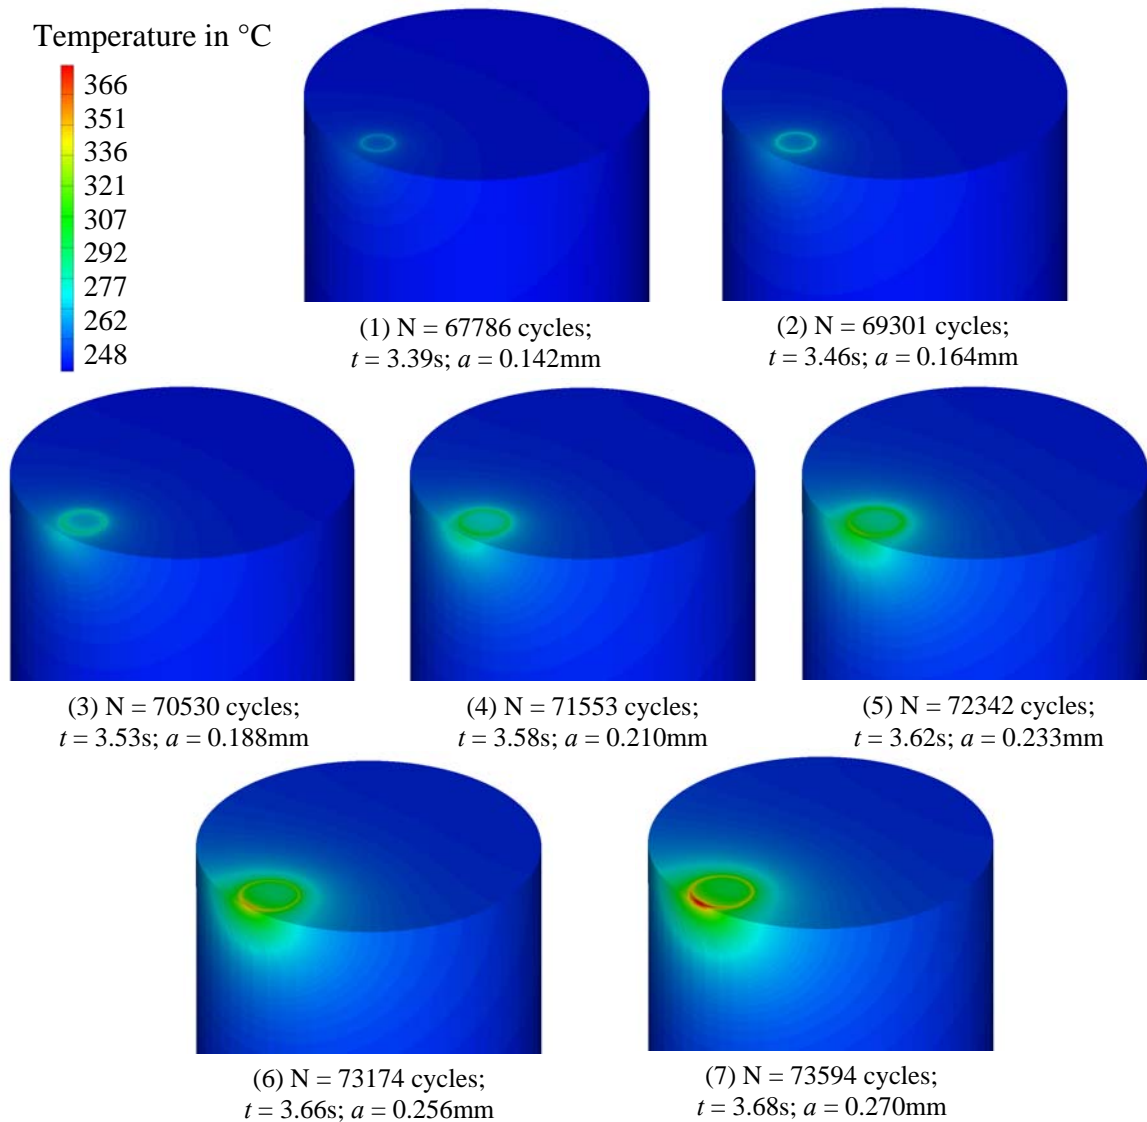 Temperature in °C
366
351
336
321
307
292
277
262
248
(1) N = 67786 cycles;
t = 3.39s; a = 0.142mm
(2) N = 69301 cycles;
t = 3.46s; a = 0.164mm
(3) N = 70530 cycles;
t = 3.53s; a = 0.188mm
(4) N = 71553 cycles;
t = 3.58s; a = 0.210mm
(5) N = 72342 cycles;
t = 3.62s; a = 0.233mm
(6) N = 73174 cycles;
t = 3.66s; a = 0.256mm
(7) N = 73594 cycles;
t = 3.68s; a = 0.270mm